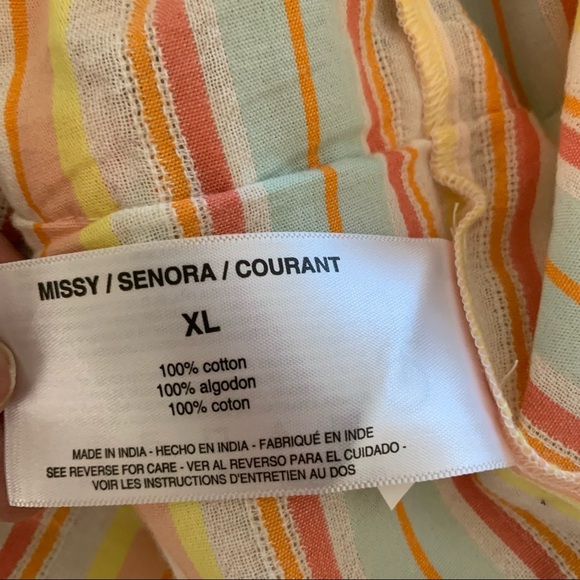 MISSY / SENORA / COURANT
XL
100% cotton
100% algodon
100% coton
MADE IN INDIA - HECHO EN INDIA - FABRIQUÉ EN INDE
SEE REVERSE FOR CARE - VER AL REVERSO PARA EL CUIDADO -
VOIR LES INSTRUCTIONS D'ENTRETIEN AU DOS